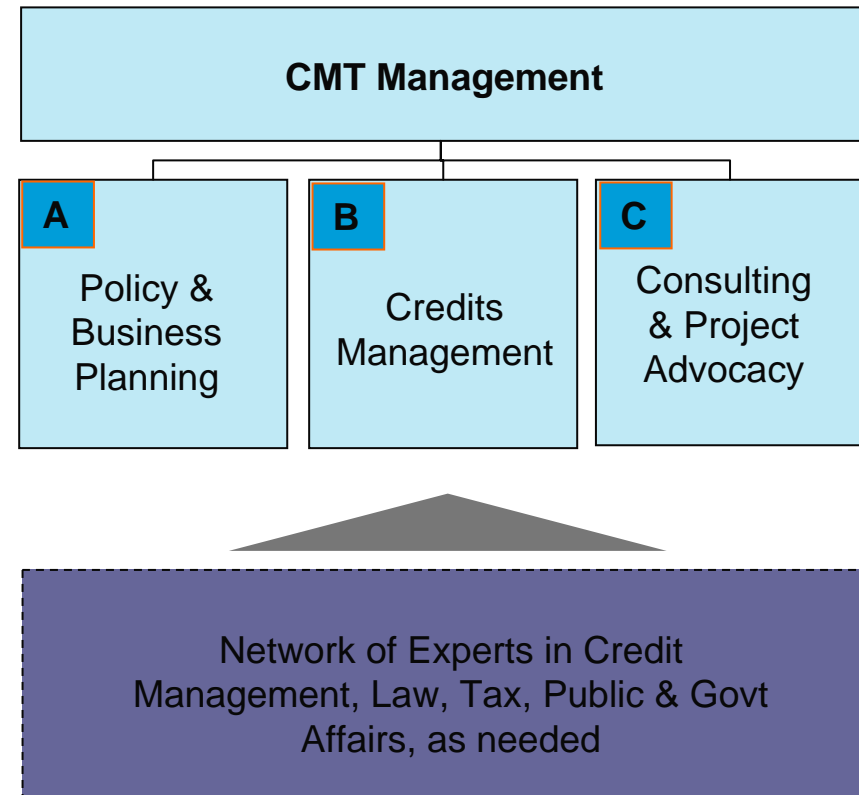 CMT Management
A
Policy &
Business
Planning
B
Credits
Management
C
Consulting
& Project
Advocacy
Network of Experts in Credit
Management, Law, Tax, Public & Govt
Affairs, as needed